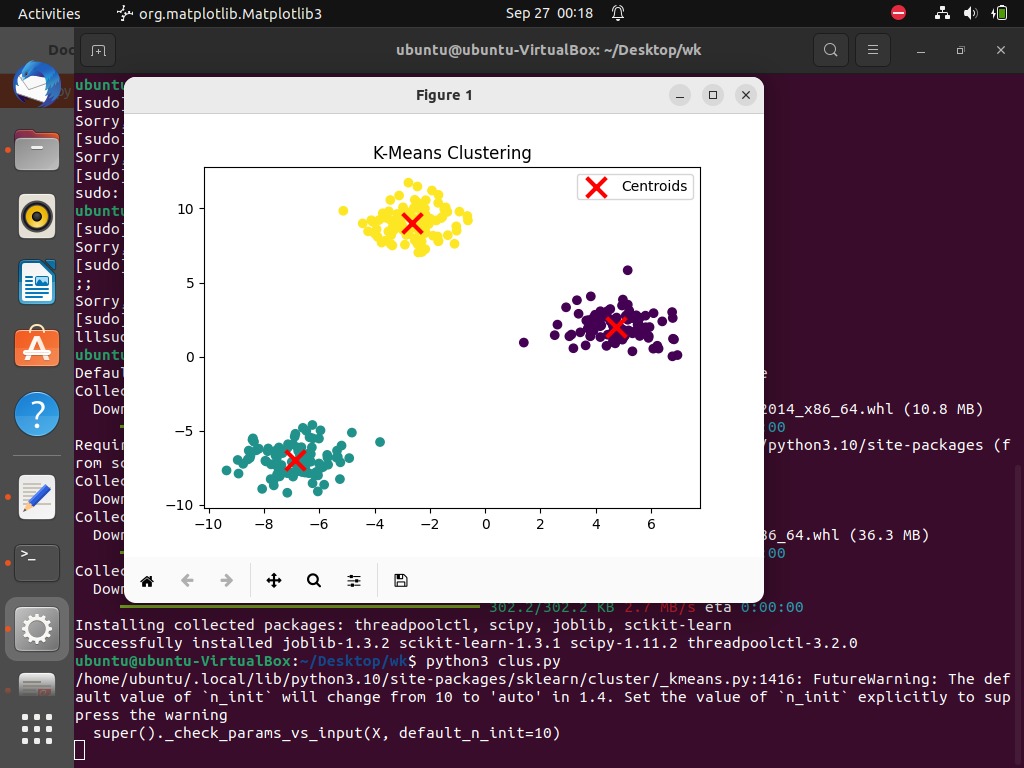 Activities
org.matplotlib.Matplotlib3
Sep 27 00:18
Doc
ubuntu@ubuntu-VirtualBox: ~/Desktop/wk
Figure 1
K-Means Clustering
Centroids
10
5
0
−5
−10
−10 −8 −6 −4 −2 0 2 4 6
ubuntu
[sudo]
Sorry,
[sudo]
Sorry,
[sudo]
sudo:
ubuntu
[sudo]
Sorry,
[sudo]
;;
Sorry,
[sudo]
lllsudo
ubuntu
Defaul
Collec
Down 2014_x86_64.whl (10.8 MB)
:00
Requir /python3.10/site-packages (f
rom sc
Collec
Down
Collec
Down 86_64.whl (36.3 MB)
:00
Collec
Down
302.2/302.2 KB 2.7 MB/s eta 0:00:00
Installing collected packages: threadpoolctl, scipy, joblib, scikit-learn
Successfully installed joblib-1.3.2 scikit-learn-1.3.1 scipy-1.11.2 threadpoolctl-3.2.0
ubuntu@ubuntu-VirtualBox:~/Desktop/wk$ python3 clus.py
/home/ubuntu/.local/lib/python3.10/site-packages/sklearn/cluster/_kmeans.py:1416: FutureWarning: The def
ault value of `n_init` will change from 10 to 'auto' in 1.4. Set the value of `n_init` explicitly to sup
press the warning
super()._check_params_vs_input(X, default_n_init=10)